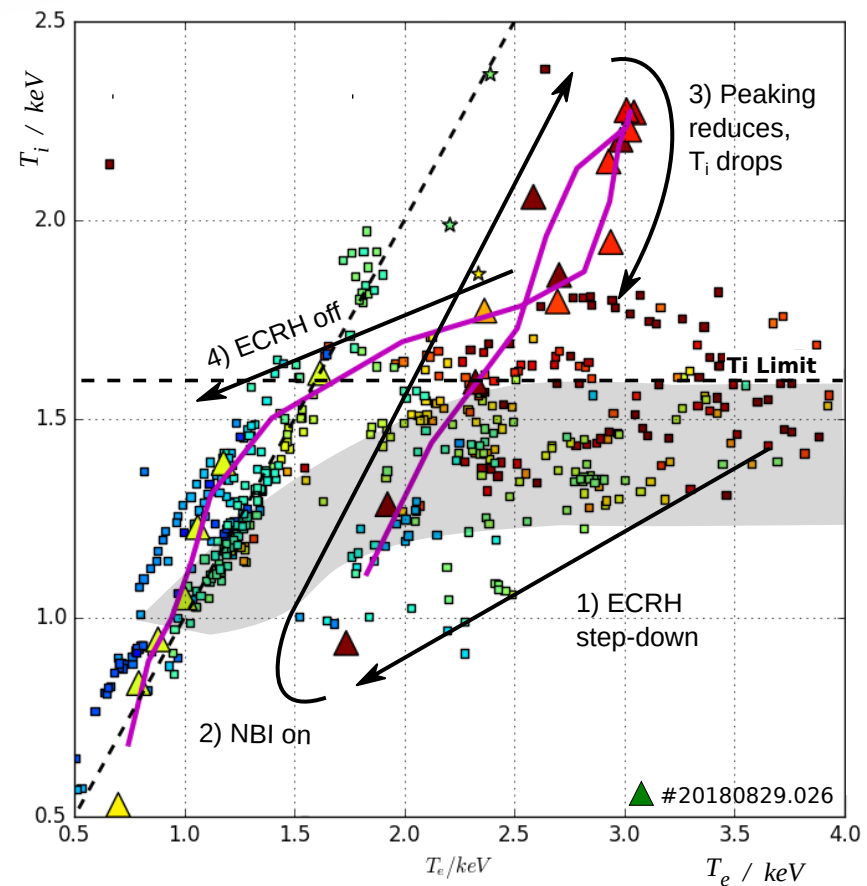 2.5
T_i / keV
3) Peaking
reduces,
T_i drops
2.0
4) ECRH off
Ti Limit
1.5
1) ECRH
step-down
1.0
2) NBI on
#20180829.026
0.5
0.5 1.0 1.5 2.0 2.5 3.0 3.5 4.0
T_e/keV
T_e / keV